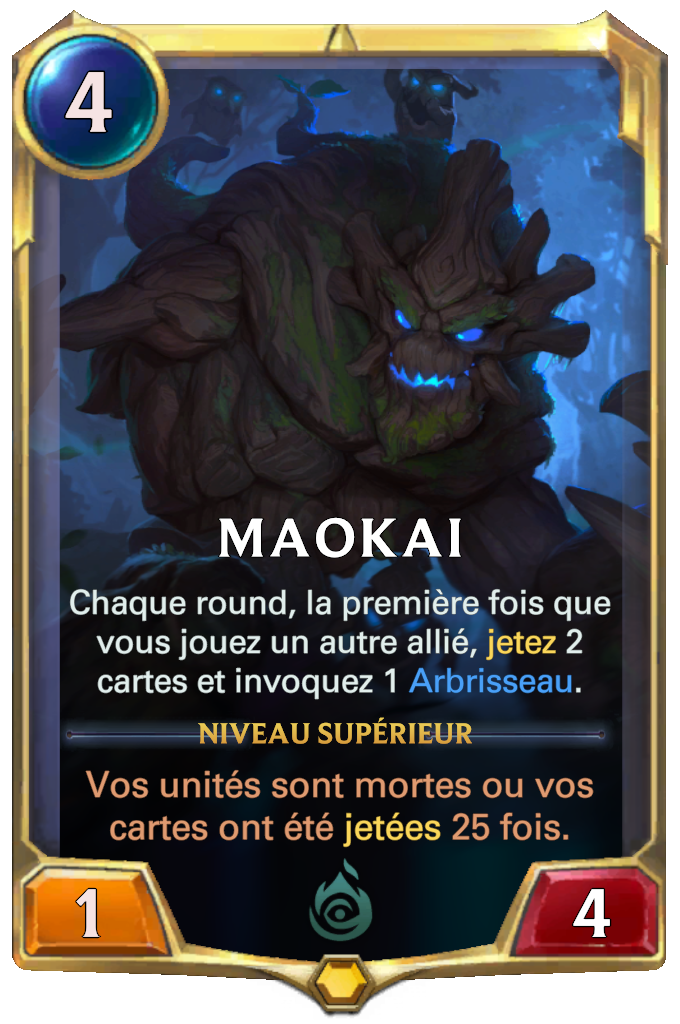 4
MAOKAI
Chaque round, la première fois que
vous jouez un autre allié, jetez 2
cartes et invoquez 1 Arbrisseau.
NIVEAU SUPÉRIEUR
Vos unités sont mortes ou vos
cartes ont été jetées 25 fois.
1
4